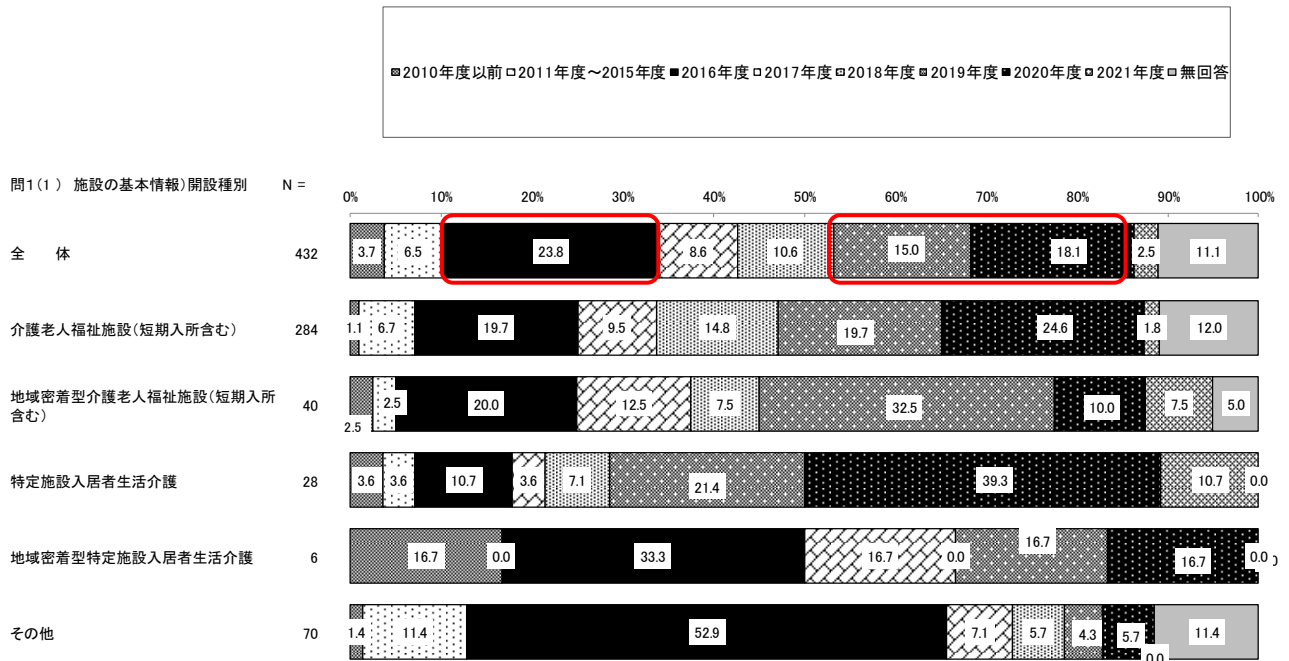 2010年度以前 2011年度～2015年度 2016年度 2017年度 2018年度 2019年度 2020年度 2021年度 無回答
問1(1) 施設の基本情報)開設種別 N =
0% 10% 20% 30% 40% 50% 60% 70% 80% 90% 100%
全 体 432 3.7 6.5 23.8 8.6 10.6 15.0 18.1 2.5 11.1
介護老人福祉施設(短期入所含む) 284 1.1 6.7 19.7 9.5 14.8 19.7 24.6 1.8 12.0
地域密着型介護老人福祉施設(短期入所
含む) 40 2.5 2.5 20.0 12.5 7.5 32.5 10.0 7.5 5.0
特定施設入居者生活介護 28 3.6 3.6 10.7 3.6 7.1 21.4 39.3 10.7 0.0
地域密着型特定施設入居者生活介護 6 16.7 0.0 33.3 16.7 0.0 16.7 16.7 0.0
その他 70 1.4 11.4 52.9 7.1 5.7 4.3 5.7 0.0 11.4